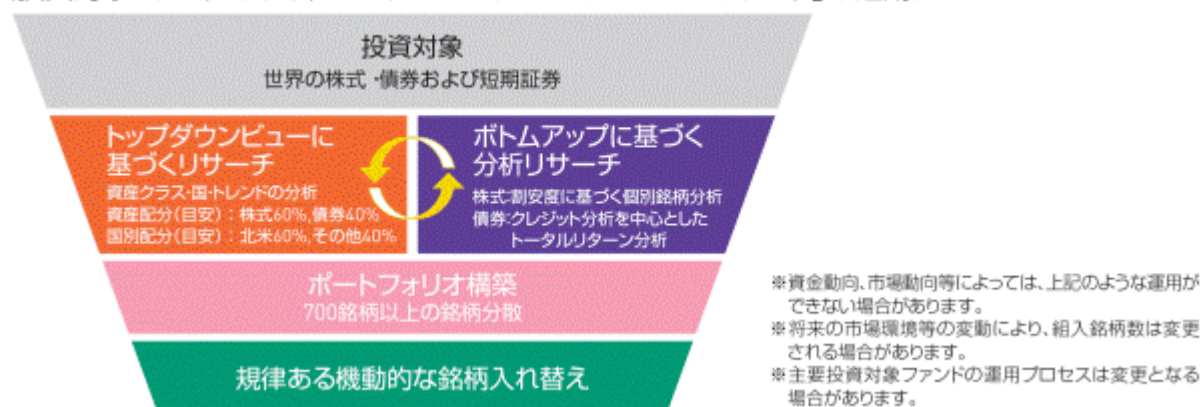 投資対象
世界の株式・債券および短期証券
トップダウンビューに
基づくリサーチ
資産クラス・国・トレンドの分析
資産配分(目安)：株式60%,債券40%
国別配分(目安)：北米60%,その他40%
ボトムアップに基づく
分析リサーチ
株式:割安度に基づく個別銘柄分析
債券:クレジット分析を中心とした
トータルリターン分析
ポートフォリオ構築
700銘柄以上の銘柄分散
規律ある機動的な銘柄入れ替え
※資金動向、市場動向等によっては、上記のような運用が
できない場合があります。
※将来の市場環境等の変動により、組入銘柄数は変更
される場合があります。
※主要投資対象ファンドの運用プロセスは変更となる
場合があります。